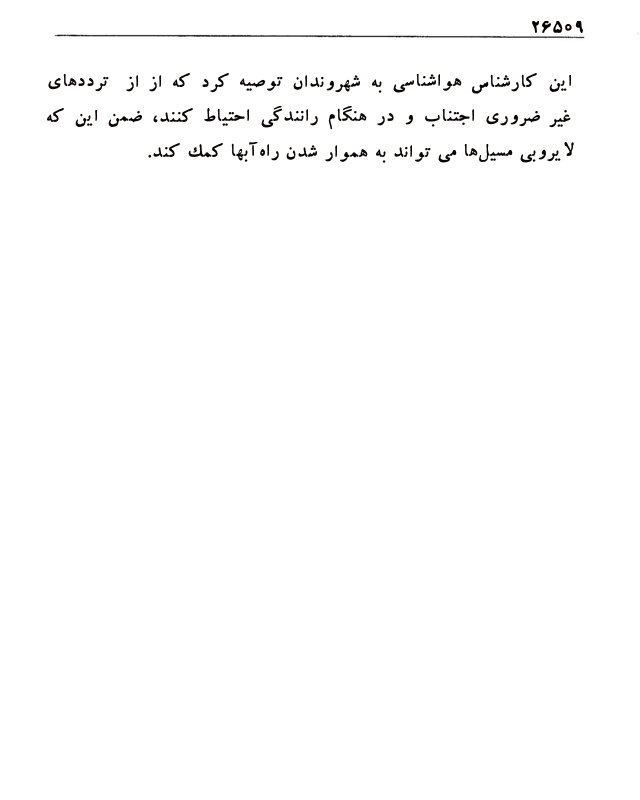 ۲۶۵۰۹
این کارشناس هواشناسی به شهروندان توصیه کرد که از از ترددهای
غیر ضروری اجتناب و در هنگام رانندگی احتیاط کنند، ضمن این که
لایروبی مسیل‌ها می تواند به هموار شدن راه‌آبها کمك کند.